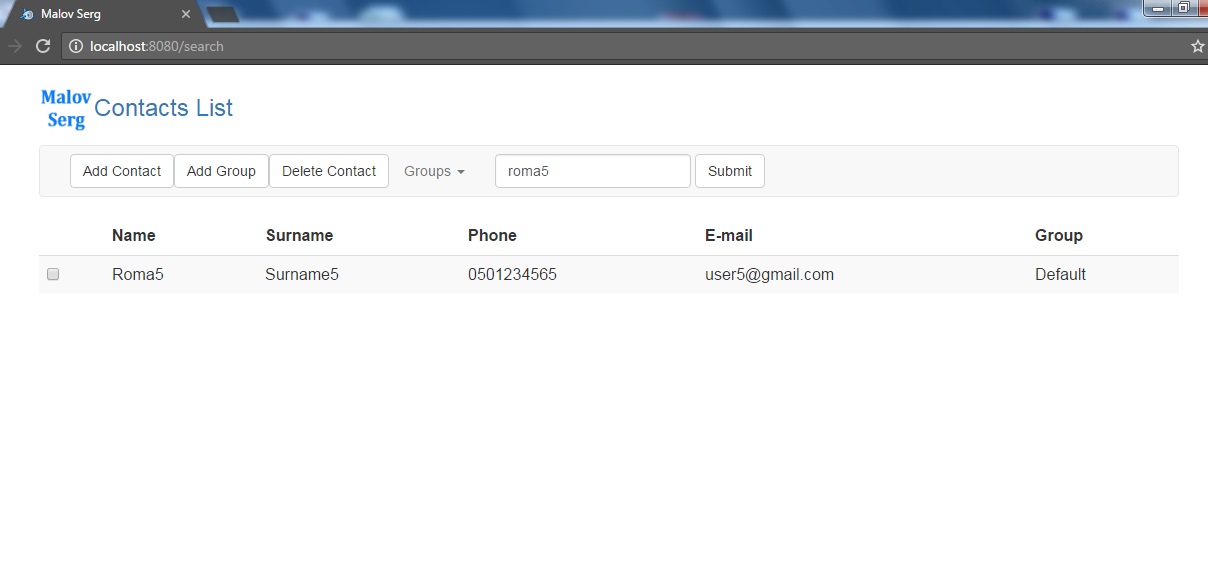 Malov Serg
localhost:8080/search
Malov
Serg
Contacts List
Add Contact Add Group Delete Contact Groups roma5 Submit
Name Surname Phone E-mail Group
Roma5 Surname5 0501234565 user5@gmail.com Default